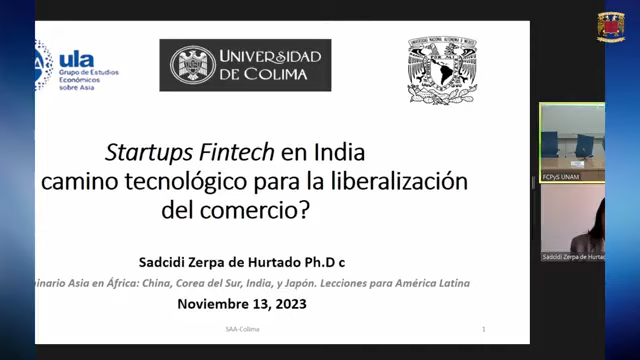 ula
Grupo de Estudios
Económicos
sobre Asia
UNIVERSIDAD
DE COLIMA
Startups Fintech en India
camino tecnológico para la liberalización
del comercio?
Sadcidi Zerpa de Hurtado Ph.D c
inario Asia en África: China, Corea del Sur, India, y Japón. Lecciones para América Latina
Noviembre 13, 2023
SAA-Colima
1
FCPyS UNAM
Sadcidi Zerpa de Hurtado